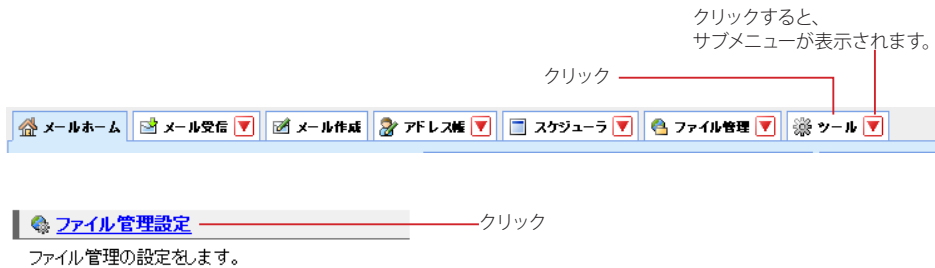 クリックすると、
サブメニューが表示されます。
クリック
メールホーム メール受信 メール作成 アドレス帳 スケジューラ ファイル管理 ツール
ファイル管理設定 クリック
ファイル管理の設定をします。